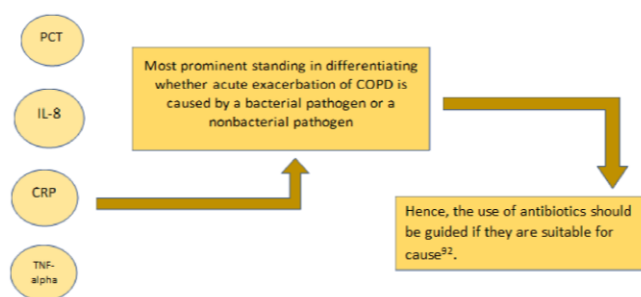 PCT
IL-8
CRP
TNF-
alpha
Most prominent standing in differentiating
whether acute exacerbation of COPD is
caused by a bacterial pathogen or a
nonbacterial pathogen
Hence, the use of antibiotics should
be guided if they are suitable for
cause⁹².